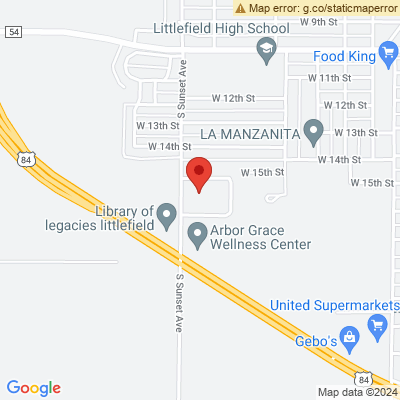 Map error: g.co/staticmaperror
Littlefield High School
W 9th St
54
Food King
W 11th St
S Sunset Ave
W 12th St
W 12th St
W 13th St
LA MANZANITA
W 13th St
W 14th St
W 14th St
84
W 15th St
W 15th St
Library of
legacies littlefield
Arbor Grace
Wellness Center
S Sunset Ave
United Supermarkets
Gebo's
84
Google
Map data ©2024